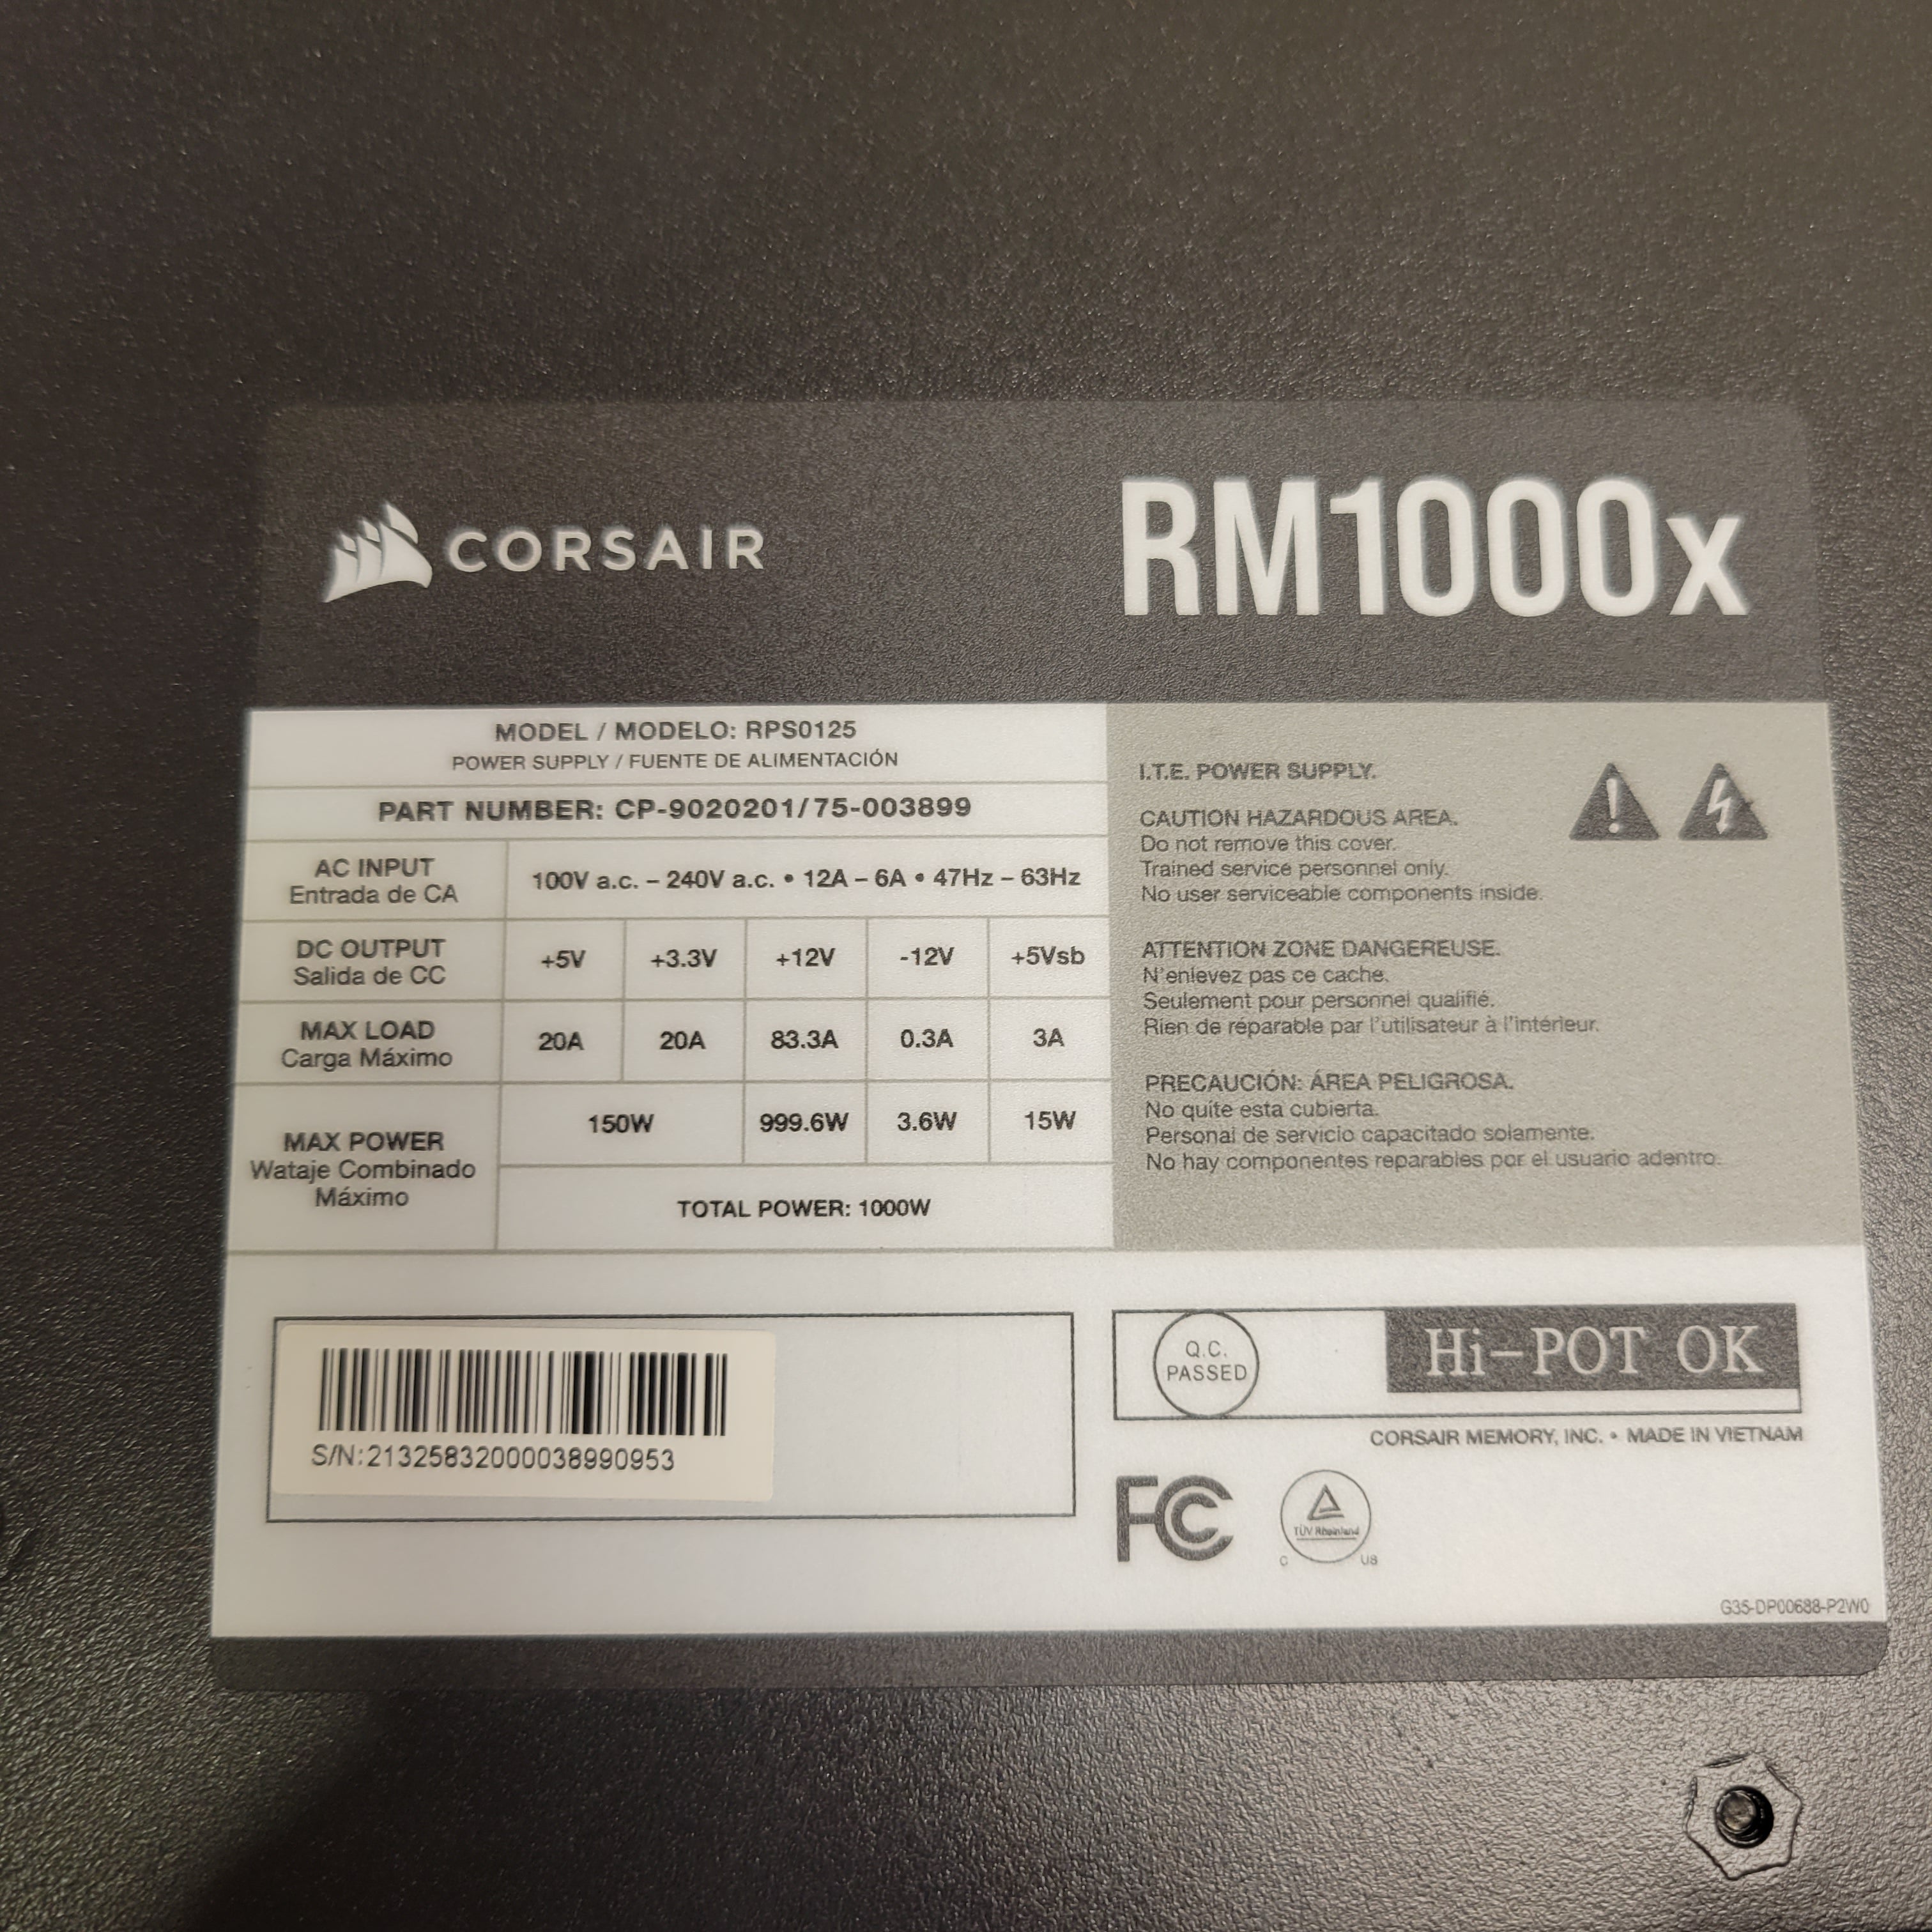 CORSAIR
RM1000x
MODEL / MODELO: RPS0125
POWER SUPPLY / FUENTE DE ALIMENTACIÓN
PART NUMBER: CP-9020201/75-003899
AC INPUT
Entrada de CA
100V a.c. – 240V a.c. • 12A – 6A • 47Hz – 63Hz
DC OUTPUT
Salida de CC
+5V +3.3V +12V -12V +5Vsb
MAX LOAD
Carga Máximo
20A 20A 83.3A 0.3A 3A
MAX POWER
Wataje Combinado
Máximo
150W 999.6W 3.6W 15W
TOTAL POWER: 1000W
I.T.E. POWER SUPPLY.
CAUTION HAZARDOUS AREA.
Do not remove this cover.
Trained service personnel only.
No user serviceable components inside.
ATTENTION ZONE DANGEREUSE.
N'enlevez pas ce cache.
Seulement pour personnel qualifié.
Rien de réparable par l'utilisateur à l'intérieur.
PRECAUCIÓN: ÁREA PELIGROSA.
No quite esta cubierta.
Personal de servicio capacitado solamente.
No hay componentes reparables por el usuario adentro.
S/N:21325832000038990953
Q.C.
PASSED
Hi-POT OK
CORSAIR MEMORY, INC. • MADE IN VIETNAM
FC
TÜV Rheinland
C US
G35-DP00688-P2W0